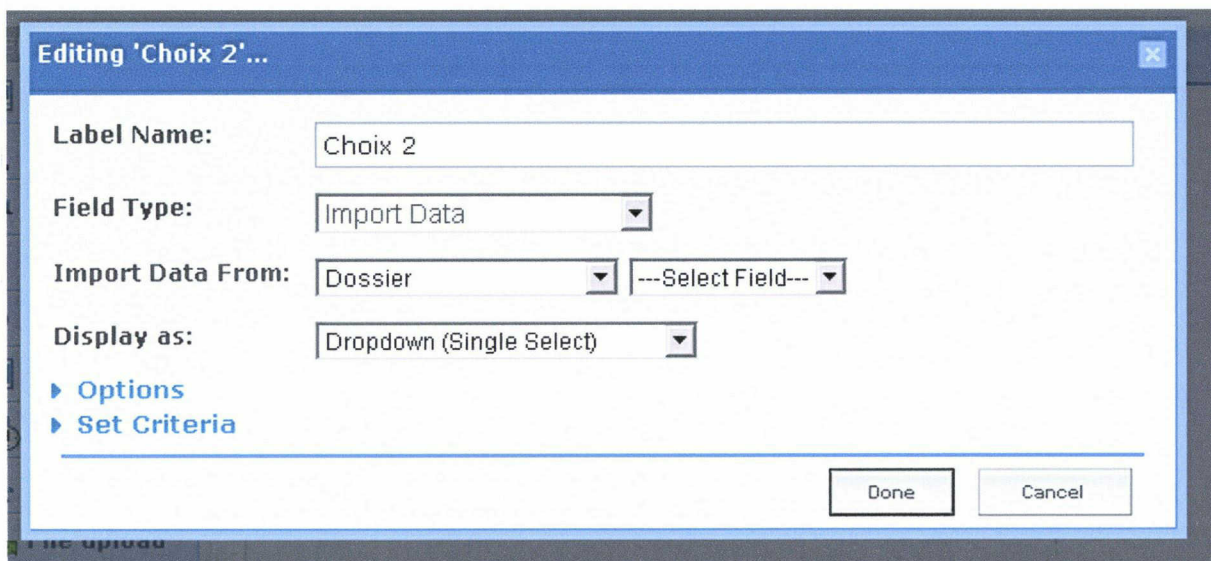 Editing 'Choix 2'...
Label Name: Choix 2
Field Type: Import Data
Import Data From: Dossier ---Select Field---
Display as: Dropdown (Single Select)
Options
Set Criteria
Done Cancel
File upload